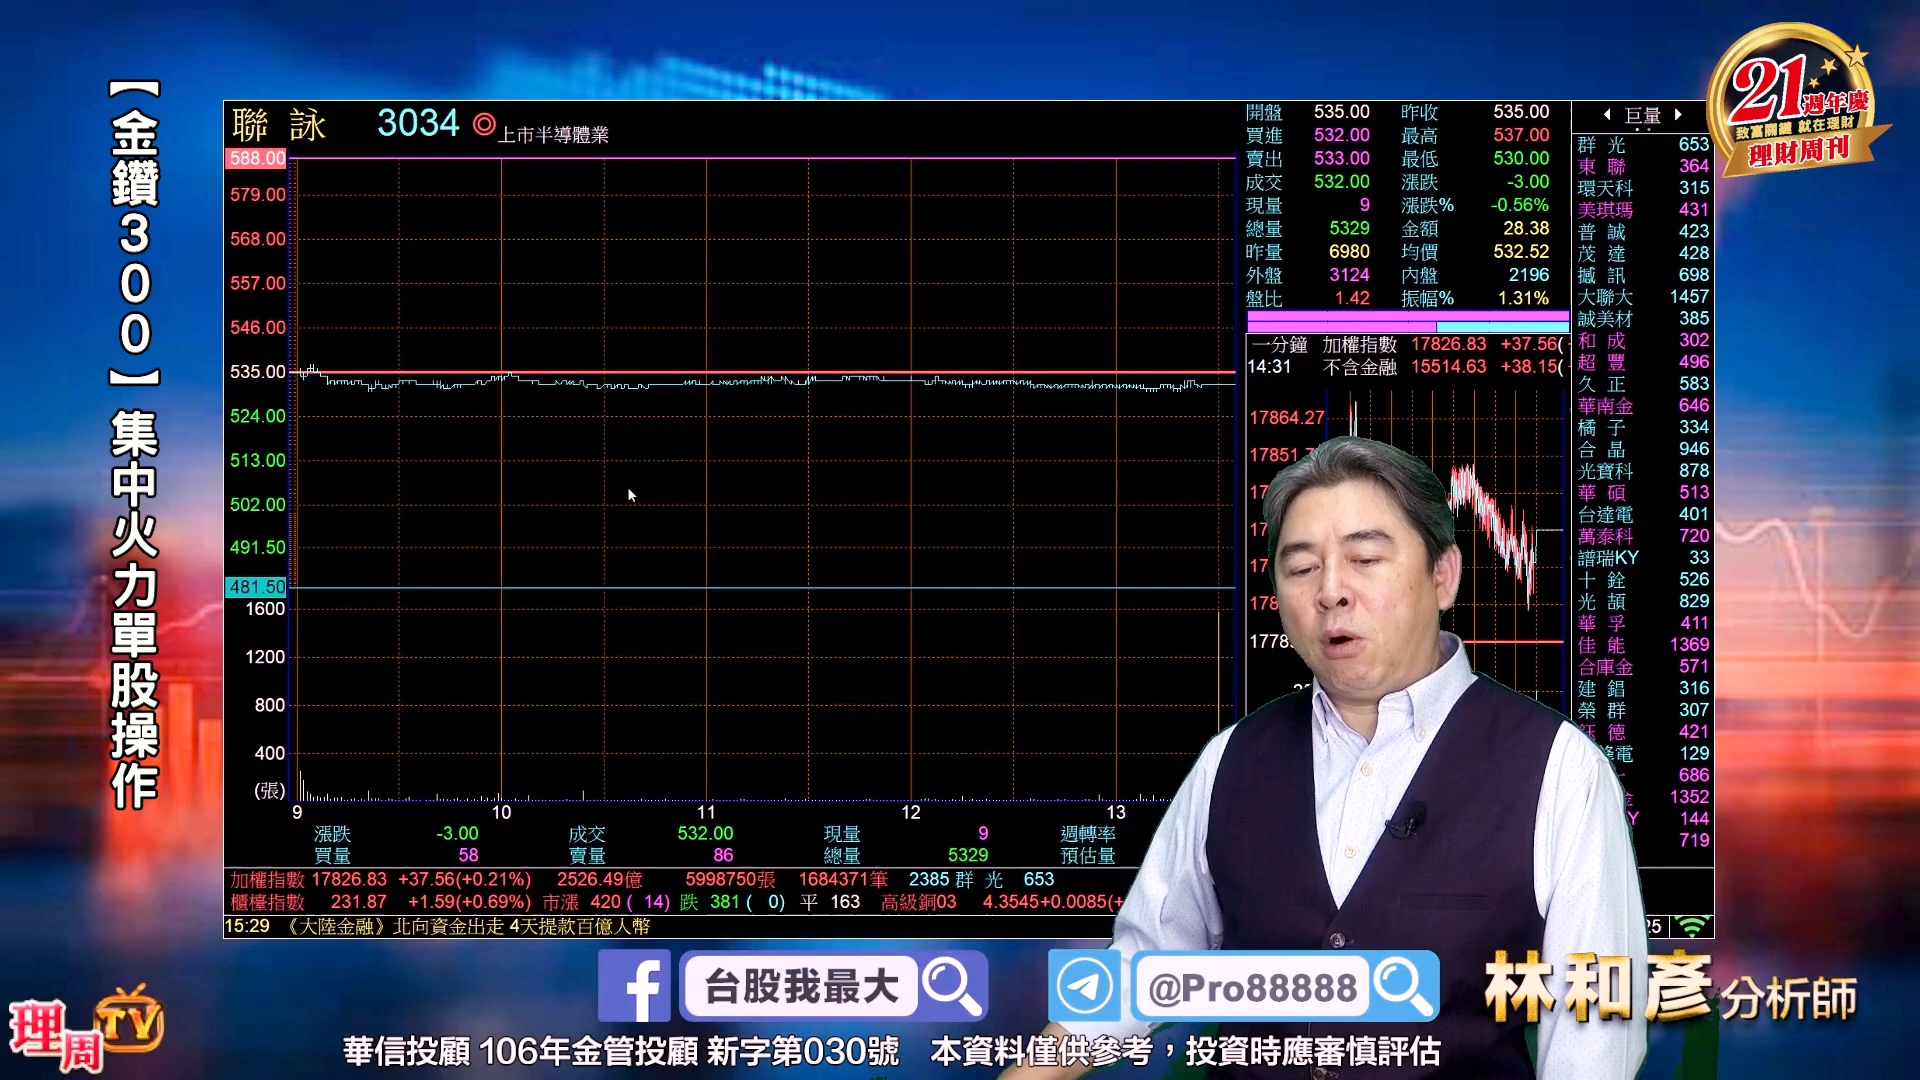 【金鑽300】集中火力單股操作
21週年慶
致富關鍵 就在理財
理財周刊
聯詠 3034 ◎ 上市半導體業
588.00
579.00
568.00
557.00
546.00
535.00
524.00
513.00
502.00
491.50
481.50
1600
1200
800
400
(張)
9 10 11 12 13
開盤 535.00 昨收 535.00
買進 532.00 最高 537.00
賣出 533.00 最低 530.00
成交 532.00 漲跌 -3.00
現量 9 漲跌% -0.56%
總量 5329 金額 28.38
昨量 6980 均價 532.52
外盤 3124 內盤 2196
盤比 1.42 振幅% 1.31%
一分鐘 加權指數 17826.83 +37.56(
14:31 不含金融 15514.63 +38.15(
17864.27
17851.
巨量
群光 653
東聯 364
環天科 315
美琪瑪 431
普誠 423
茂達 428
撼訊 698
大聯大 1457
誠美材 385
和成 302
超豐 496
久正 583
華南金 646
橘子 334
合晶 946
光寶科 878
華碩 513
台達電 401
萬泰科 720
譜瑞KY 33
十銓 526
光頡 829
華孚 411
佳能 1369
合庫金 571
建錩 316
榮群 307
鈺德 421
電 129
686
1352
Y 144
719
漲跌 -3.00 成交 532.00 現量 9 週轉率
買量 58 賣量 86 總量 5329 預估量
加權指數 17826.83 +37.56(+0.21%) 2526.49億 5998750張 1684371筆 2385 群光 653
櫃檯指數 231.87 +1.59(+0.69%) 市漲 420 ( 14) 跌 381 ( 0) 平 163 高級銅03 4.3545+0.0085(+
15:29 《大陸金融》北向資金出走 4天提款百億人幣
台股我最大
@Pro88888
林和彥 分析師
理周TV
華信投顧 106年金管投顧 新字第030號 本資料僅供參考，投資時應審慎評估